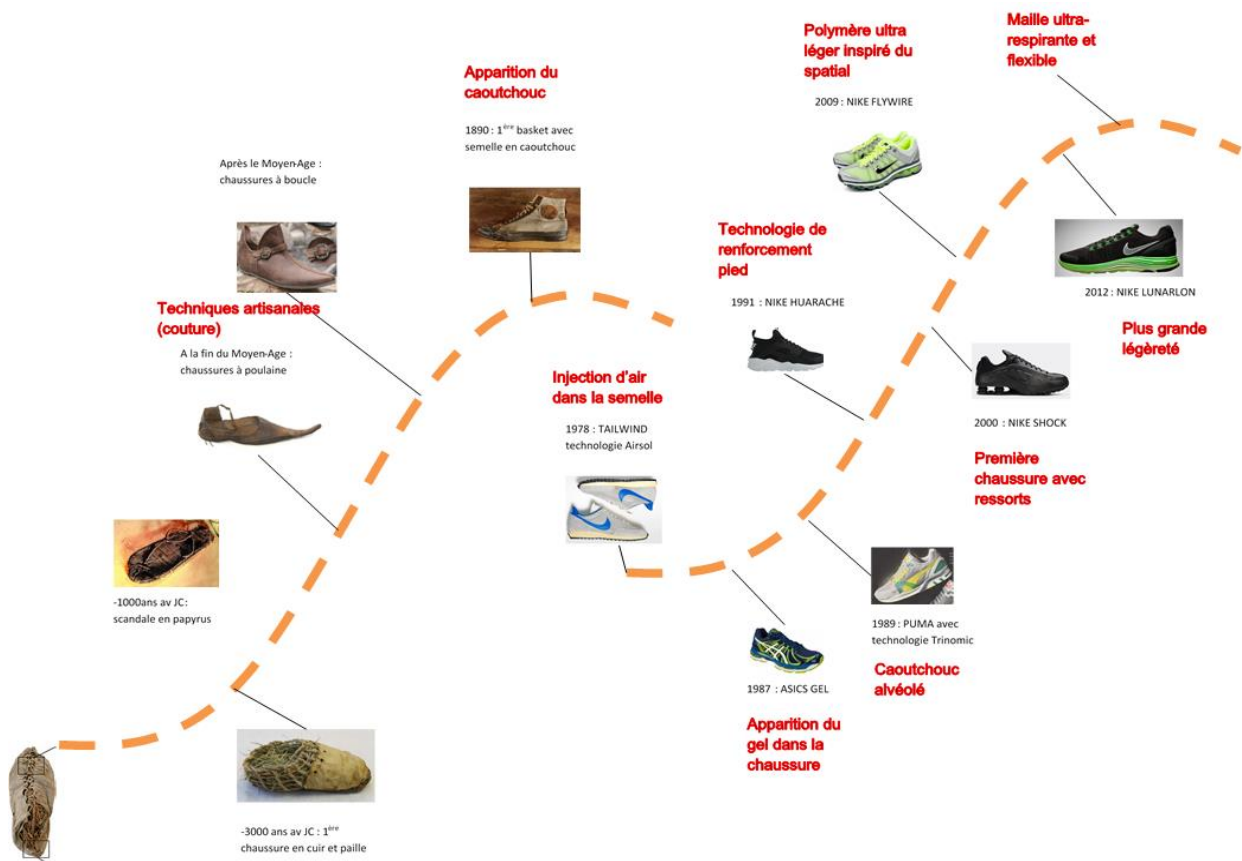 Polymère ultra
léger inspiré du
spatial
2009 : NIKE FLYWIRE
Maille ultra-
respirante et
flexible
Apparition du
caoutchouc
1890 : 1ère basket avec
semelle en caoutchouc
Après le Moyen-Age :
chaussures à boucle
Techniques artisanales
(couture)
A la fin du Moyen-Age :
chaussures à poulaine
Technologie de
renforcement
pied
1991 : NIKE HUARACHE
2012 : NIKE LUNARLON
Plus grande
légèreté
Injection d’air
dans la semelle
1978 : TAILWIND
technologie Airsol
2000 : NIKE SHOCK
Première
chaussure avec
ressorts
-1000ans av JC:
scandale en papyrus
1989 : PUMA avec
technologie Trinomic
Caoutchouc
alvéolé
1987 : ASICS GEL
Apparition du
gel dans la
chaussure
-3000 ans av JC : 1ère
chaussure en cuir et paille